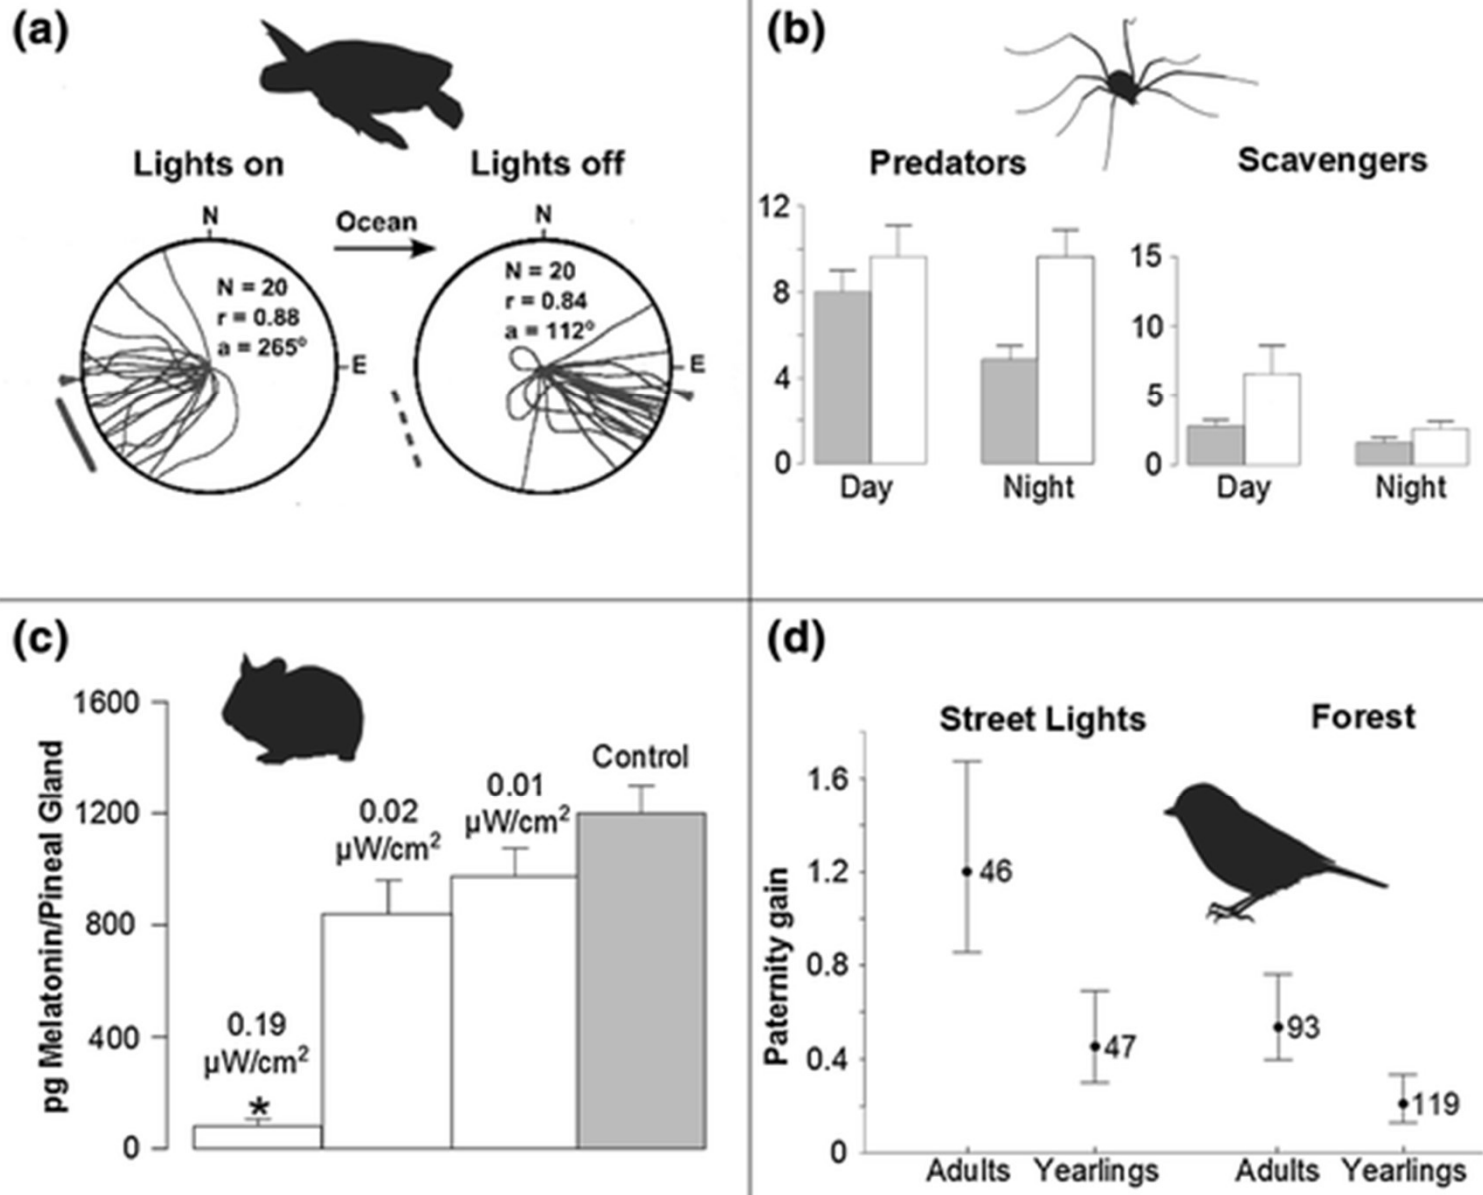 (a)
Lights on
Lights off
N
Ocean
N
N = 20
r = 0.88
a = 265º
E
N = 20
r = 0.84
a = 112º
E
(b)
Predators
Scavengers
12
8
4
0
Day
Night
15
10
5
0
Day
Night
(c)
pg Melatonin/Pineal Gland
1600
1200
800
400
0
0.19
µW/cm²
*
0.02
µW/cm²
0.01
µW/cm²
Control
(d)
Street Lights
Forest
Paternity gain
1.6
1.2
0.8
0.4
0
46
47
93
119
Adults
Yearlings
Adults
Yearlings